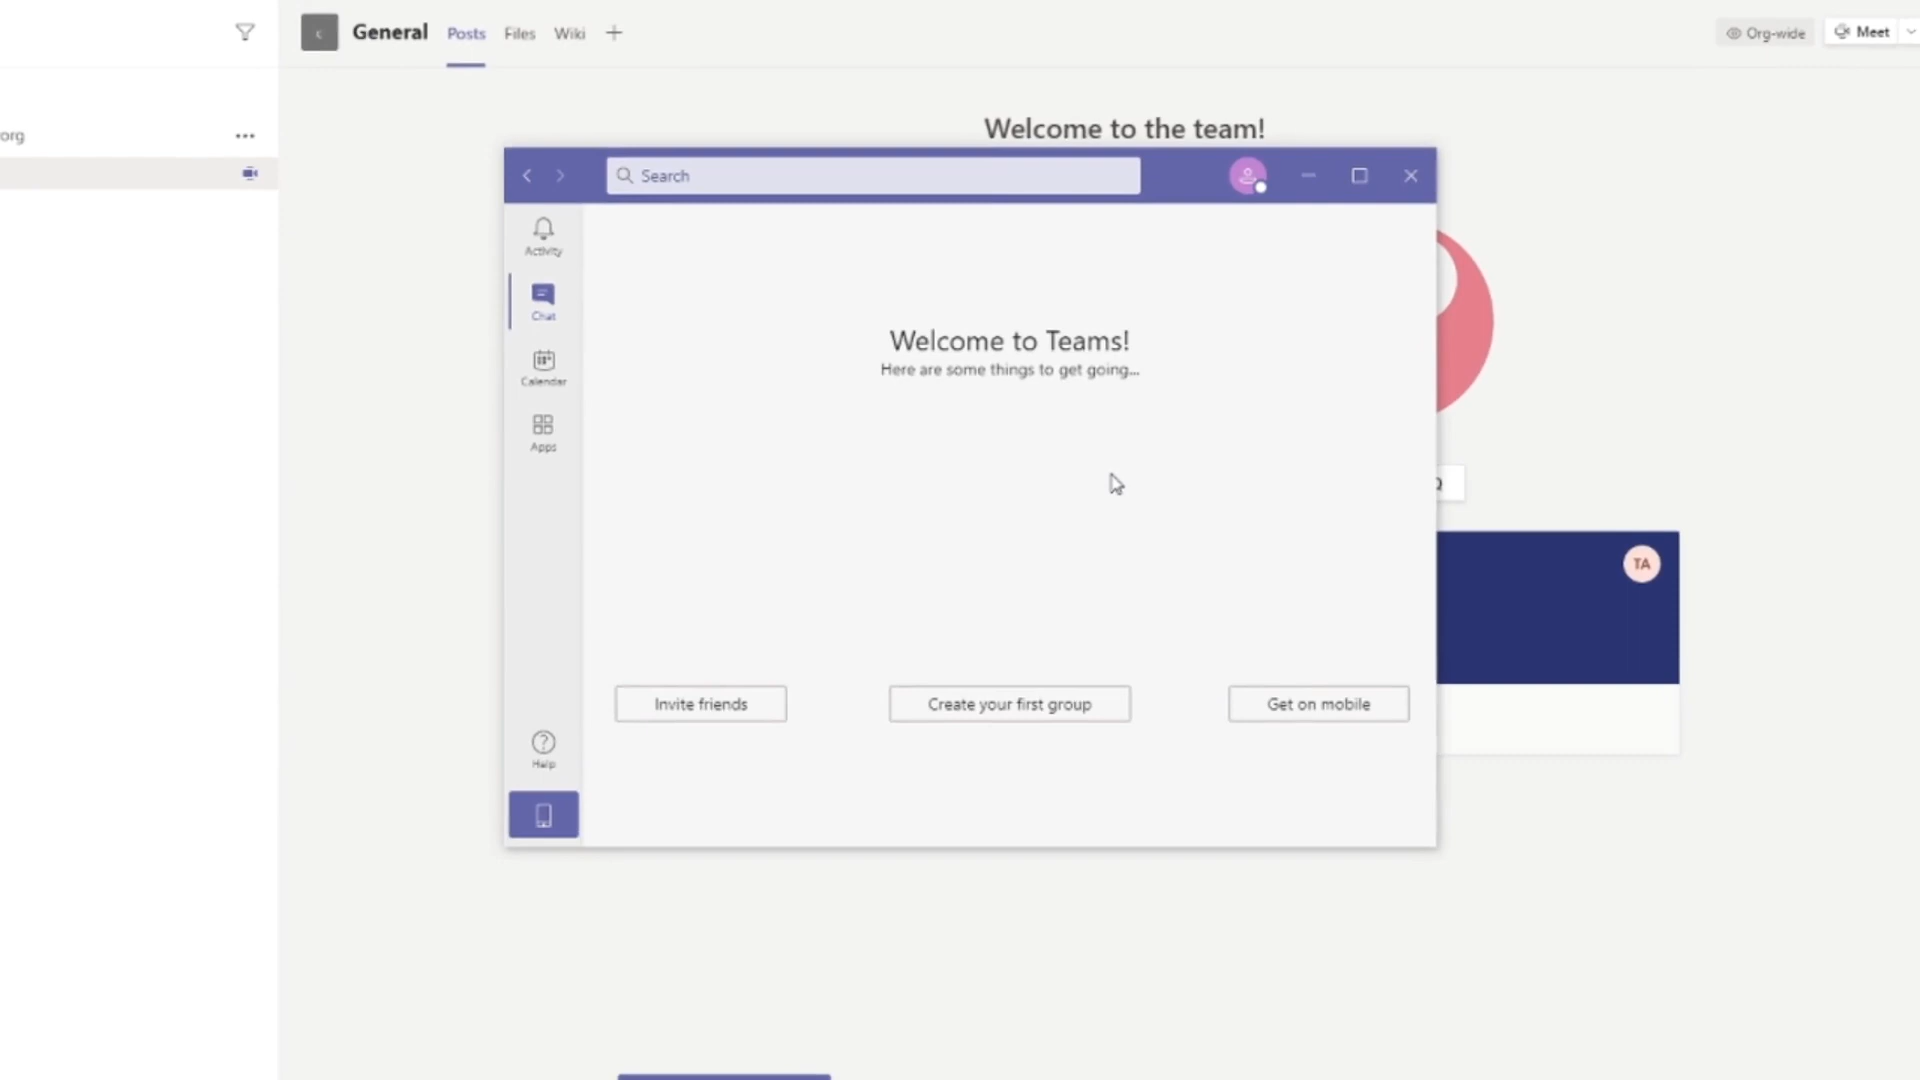 General Posts Files Wiki
Org-wide Meet
org
Welcome to the team!
Search
Activity
Chat
Calendar
Apps
Welcome to Teams!
Here are some things to get going...
TA
Invite friends Create your first group Get on mobile
Help